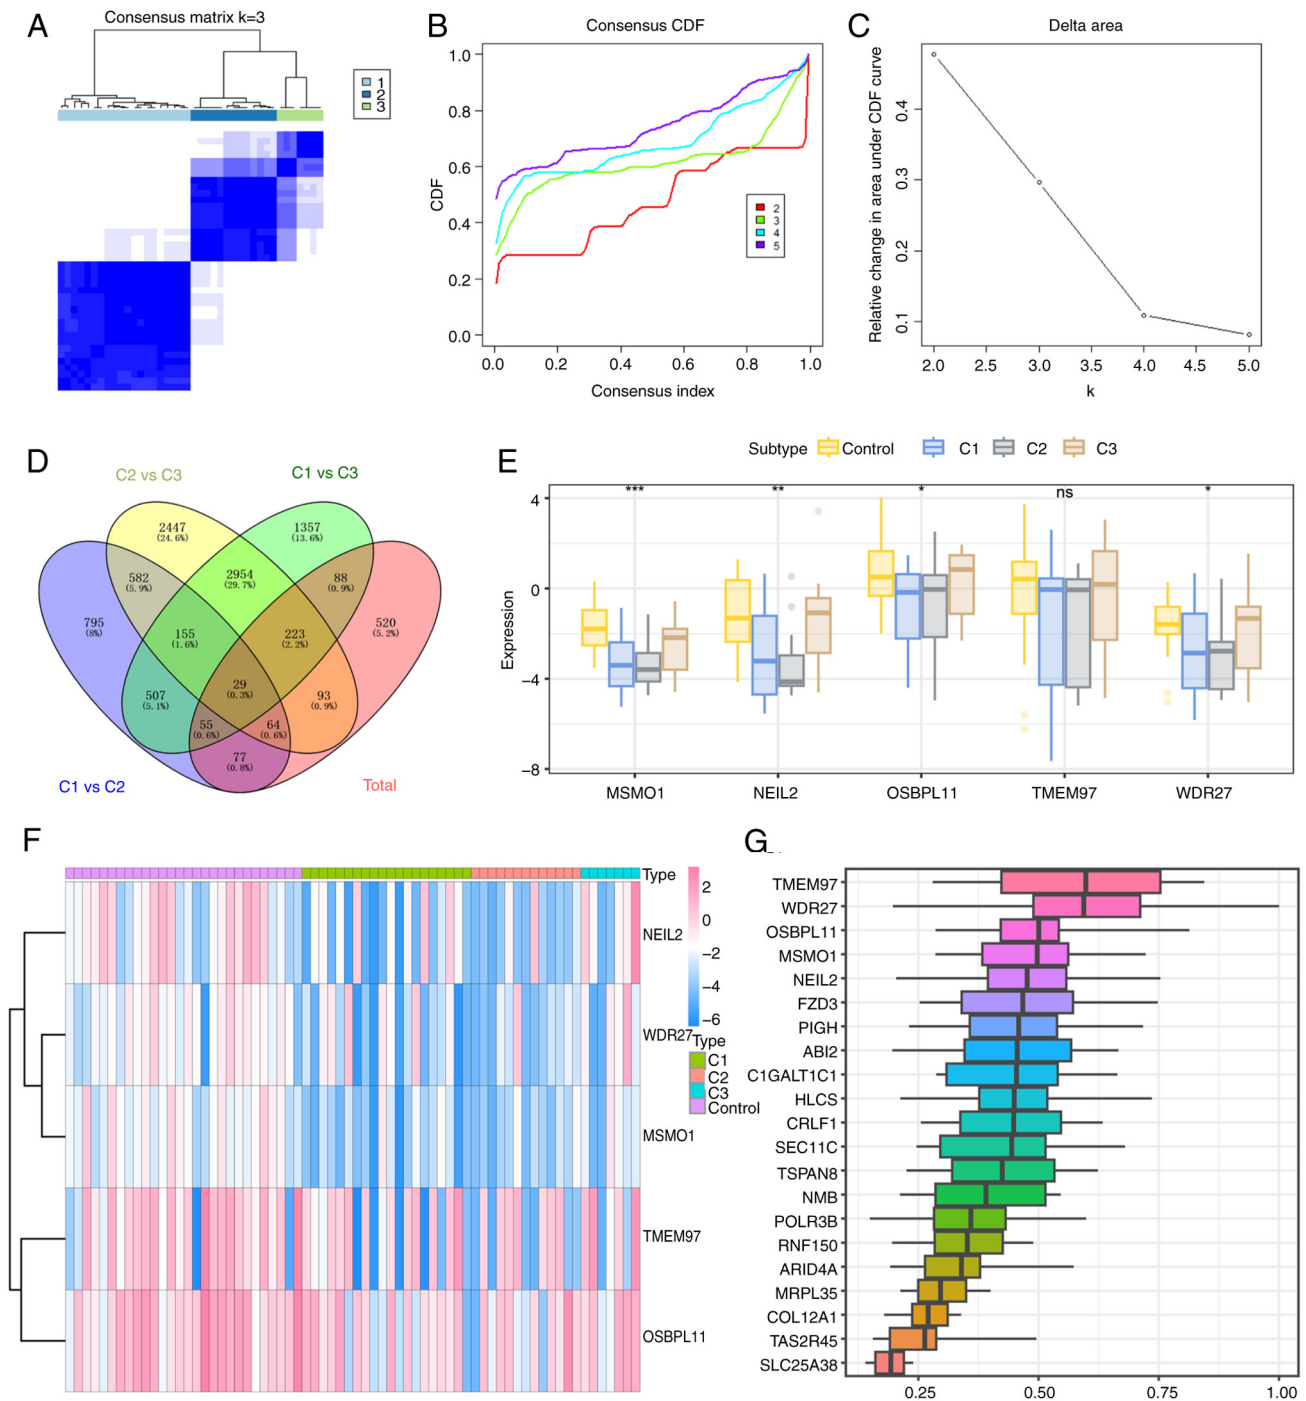 A
Consensus matrix k=3
1
2
3
B
Consensus CDF
CDF
1.0
0.8
0.6
0.4
0.2
0.0
2
3
4
5
0.0 0.2 0.4 0.6 0.8 1.0
Consensus index
C
Delta area
Relative change in area under CDF curve
0.4
0.3
0.2
0.1
2.0 2.5 3.0 3.5 4.0 4.5 5.0
k
D
C2 vs C3
C1 vs C3
2447
(24.6%)
1357
(13.6%)
582
(5.9%)
2954
(29.7%)
88
(0.9%)
795
(8%)
155
(1.6%)
223
(2.2%)
520
(5.2%)
507
(5.1%)
29
(0.3%)
93
(0.9%)
55
(0.6%)
64
(0.6%)
77
(0.8%)
C1 vs C2
Total
E
Subtype Control C1 C2 C3
Expression
4
0
−4
−8
*** ** * ns *
MSMO1 NEIL2 OSBPL11 TMEM97 WDR27
F
Type
NEIL2
WDR27
MSMO1
TMEM97
OSBPL11
2
0
−2
−4
−6
Type
C1
C2
C3
Control
G
TMEM97
WDR27
OSBPL11
MSMO1
NEIL2
FZD3
PIGH
ABI2
C1GALT1C1
HLCS
CRLF1
SEC11C
TSPAN8
NMB
POLR3B
RNF150
ARID4A
MRPL35
COL12A1
TAS2R45
SLC25A38
0.25 0.50 0.75 1.00